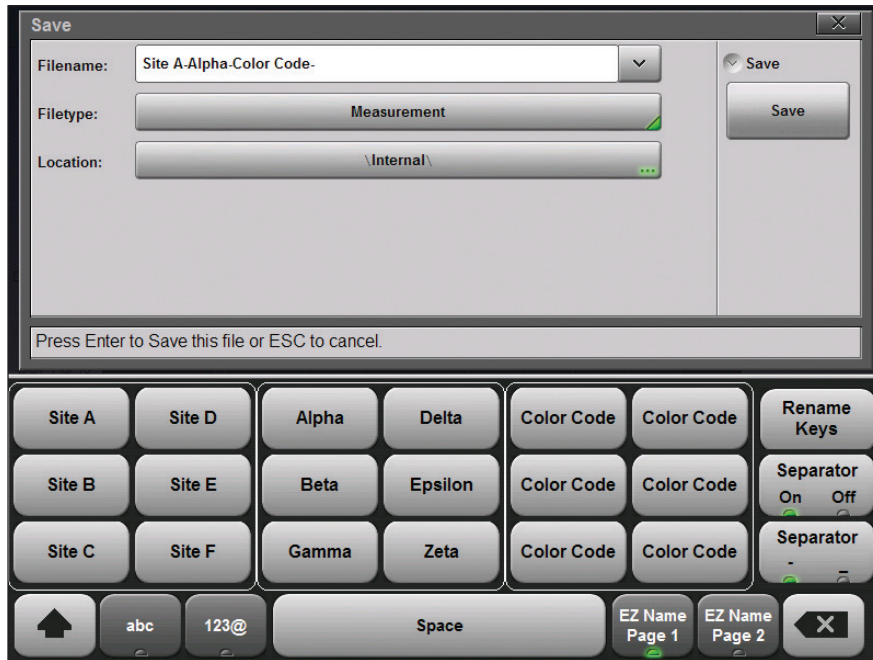 Save
Filename: Site A-Alpha-Color Code-
Save
Filetype: Measurement
Save
Location: \Internal\
...
Press Enter to Save this file or ESC to cancel.
Site A Site D Alpha Delta Color Code Color Code Rename Keys
Site B Site E Beta Epsilon Color Code Color Code Separator On Off
Site C Site F Gamma Zeta Color Code Color Code Separator - _
abc 123@ Space EZ Name Page 1 EZ Name Page 2